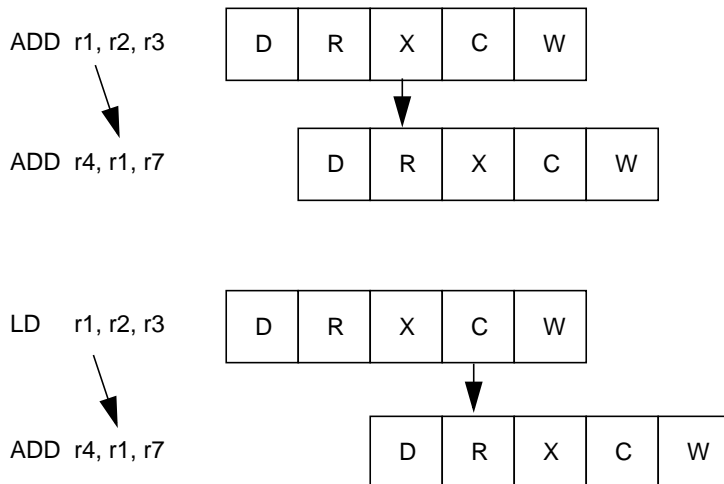 ADD r1, r2, r3 D R X C W
ADD r4, r1, r7 D R X C W
LD r1, r2, r3 D R X C W
ADD r4, r1, r7 D R X C W